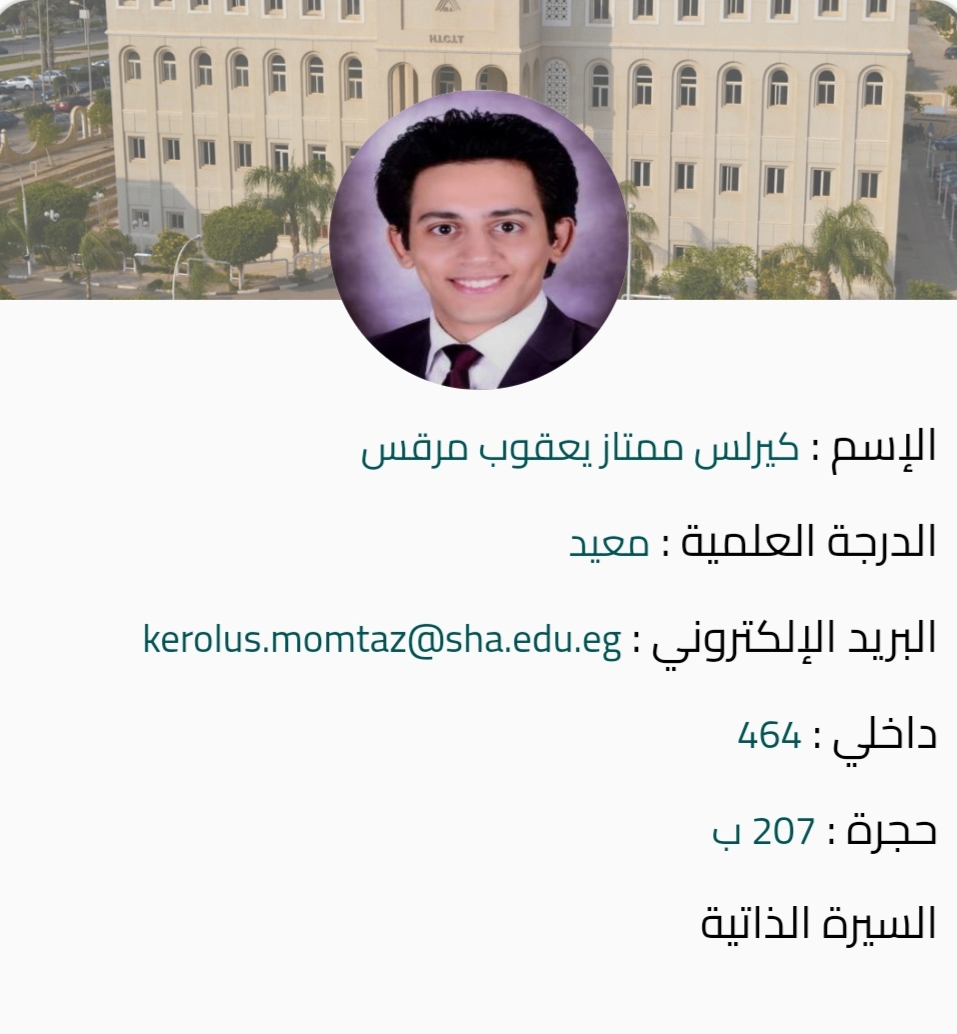 H.I.C.I.T
الإسم : كيرلس ممتاز يعقوب مرقس
الدرجة العلمية : معيد
البريد الإلكتروني : kerolus.momtaz@sha.edu.eg
داخلي : 464
حجرة : 207 ب
السيرة الذاتية